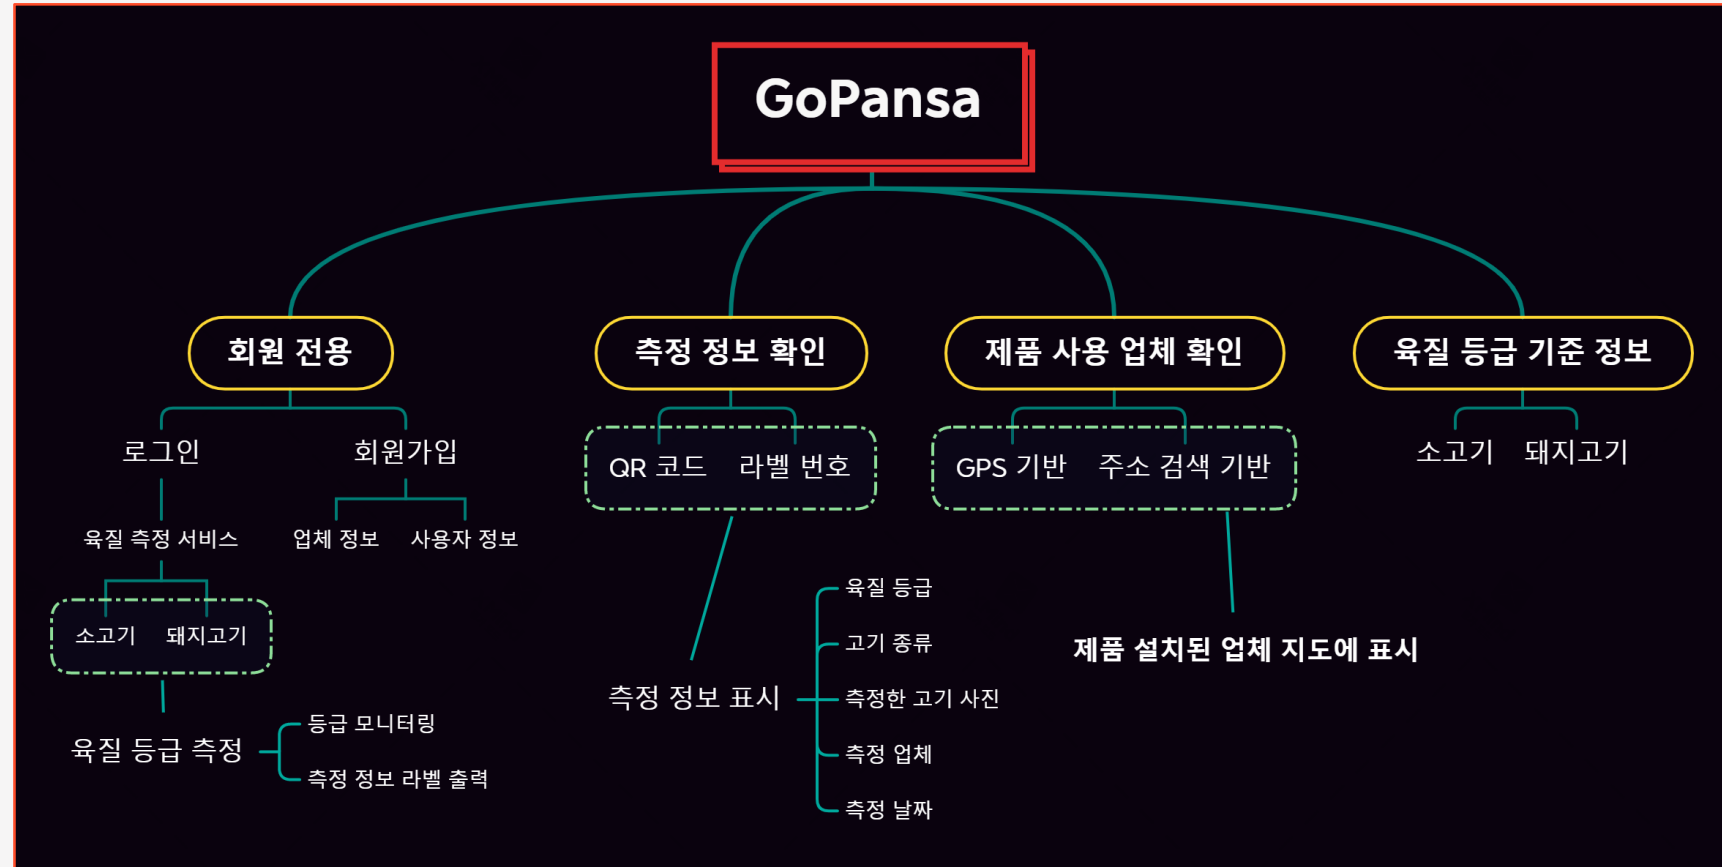 GoPansa
회원 전용
측정 정보 확인
제품 사용 업체 확인
육질 등급 기준 정보
로그인
회원가입
QR 코드
라벨 번호
GPS 기반
주소 검색 기반
소고기
돼지고기
육질 측정 서비스
업체 정보
사용자 정보
소고기
돼지고기
육질 등급 측정
등급 모니터링
측정 정보 라벨 출력
측정 정보 표시
육질 등급
고기 종류
측정한 고기 사진
측정 업체
측정 날짜
제품 설치된 업체 지도에 표시